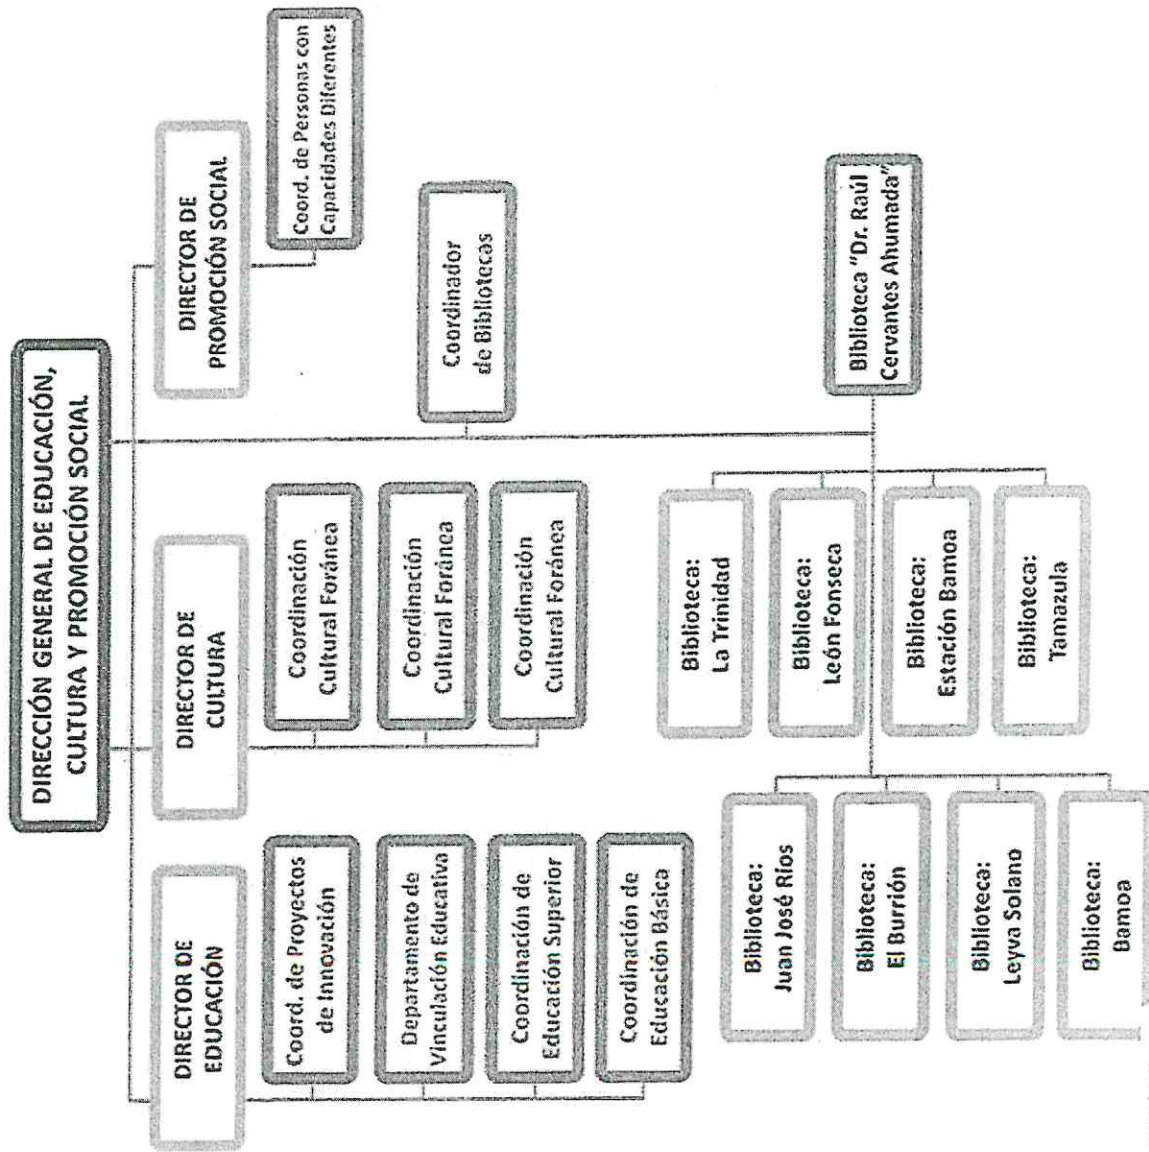 DIRECCIÓN GENERAL DE EDUCACIÓN,
CULTURA Y PROMOCIÓN SOCIAL
DIRECTOR DE
EDUCACIÓN
Coord. de Proyectos
de Innovación
Departamento de
Vinculación Educativa
Coordinación de
Educación Superior
Coordinación de
Educación Básica
DIRECTOR DE
CULTURA
Coordinación
Cultural Foránea
Coordinación
Cultural Foránea
Coordinación
Cultural Foránea
DIRECTOR DE
PROMOCIÓN SOCIAL
Coord. de Personas con
Capacidades Diferentes
Coordinador
de Bibliotecas
Biblioteca "Dr. Raúl
Cervantes Ahumada"
Biblioteca:
Juan José Ríos
Biblioteca:
El Burrión
Biblioteca:
Leyva Solano
Biblioteca:
Bamoa
Biblioteca:
La Trinidad
Biblioteca:
León Fonseca
Biblioteca:
Estación Bamoa
Biblioteca:
Tamazula